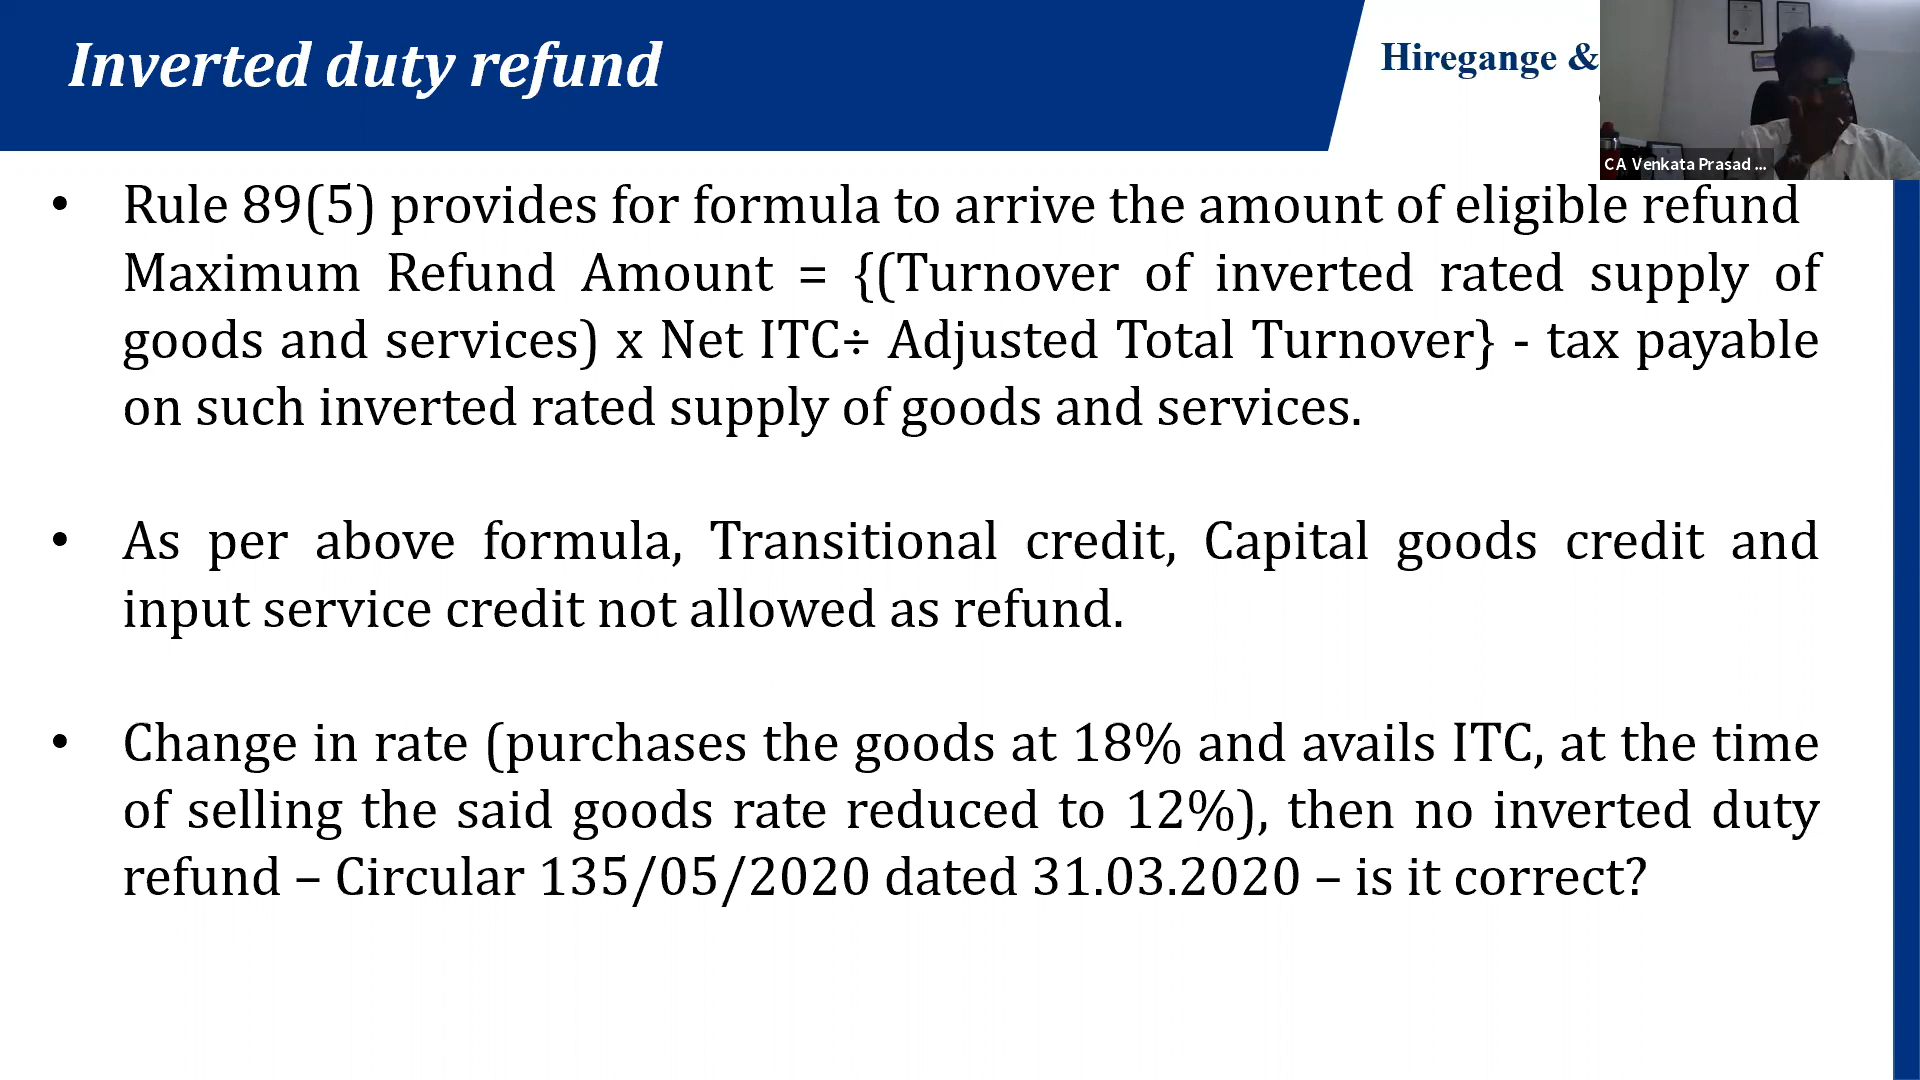 Inverted duty refund
Hiregange &
CA Venkata Prasad ...
• Rule 89(5) provides for formula to arrive the amount of eligible refund
Maximum Refund Amount = {(Turnover of inverted rated supply of
goods and services) x Net ITC÷ Adjusted Total Turnover} - tax payable
on such inverted rated supply of goods and services.
• As per above formula, Transitional credit, Capital goods credit and
input service credit not allowed as refund.
• Change in rate (purchases the goods at 18% and avails ITC, at the time
of selling the said goods rate reduced to 12%), then no inverted duty
refund – Circular 135/05/2020 dated 31.03.2020 – is it correct?